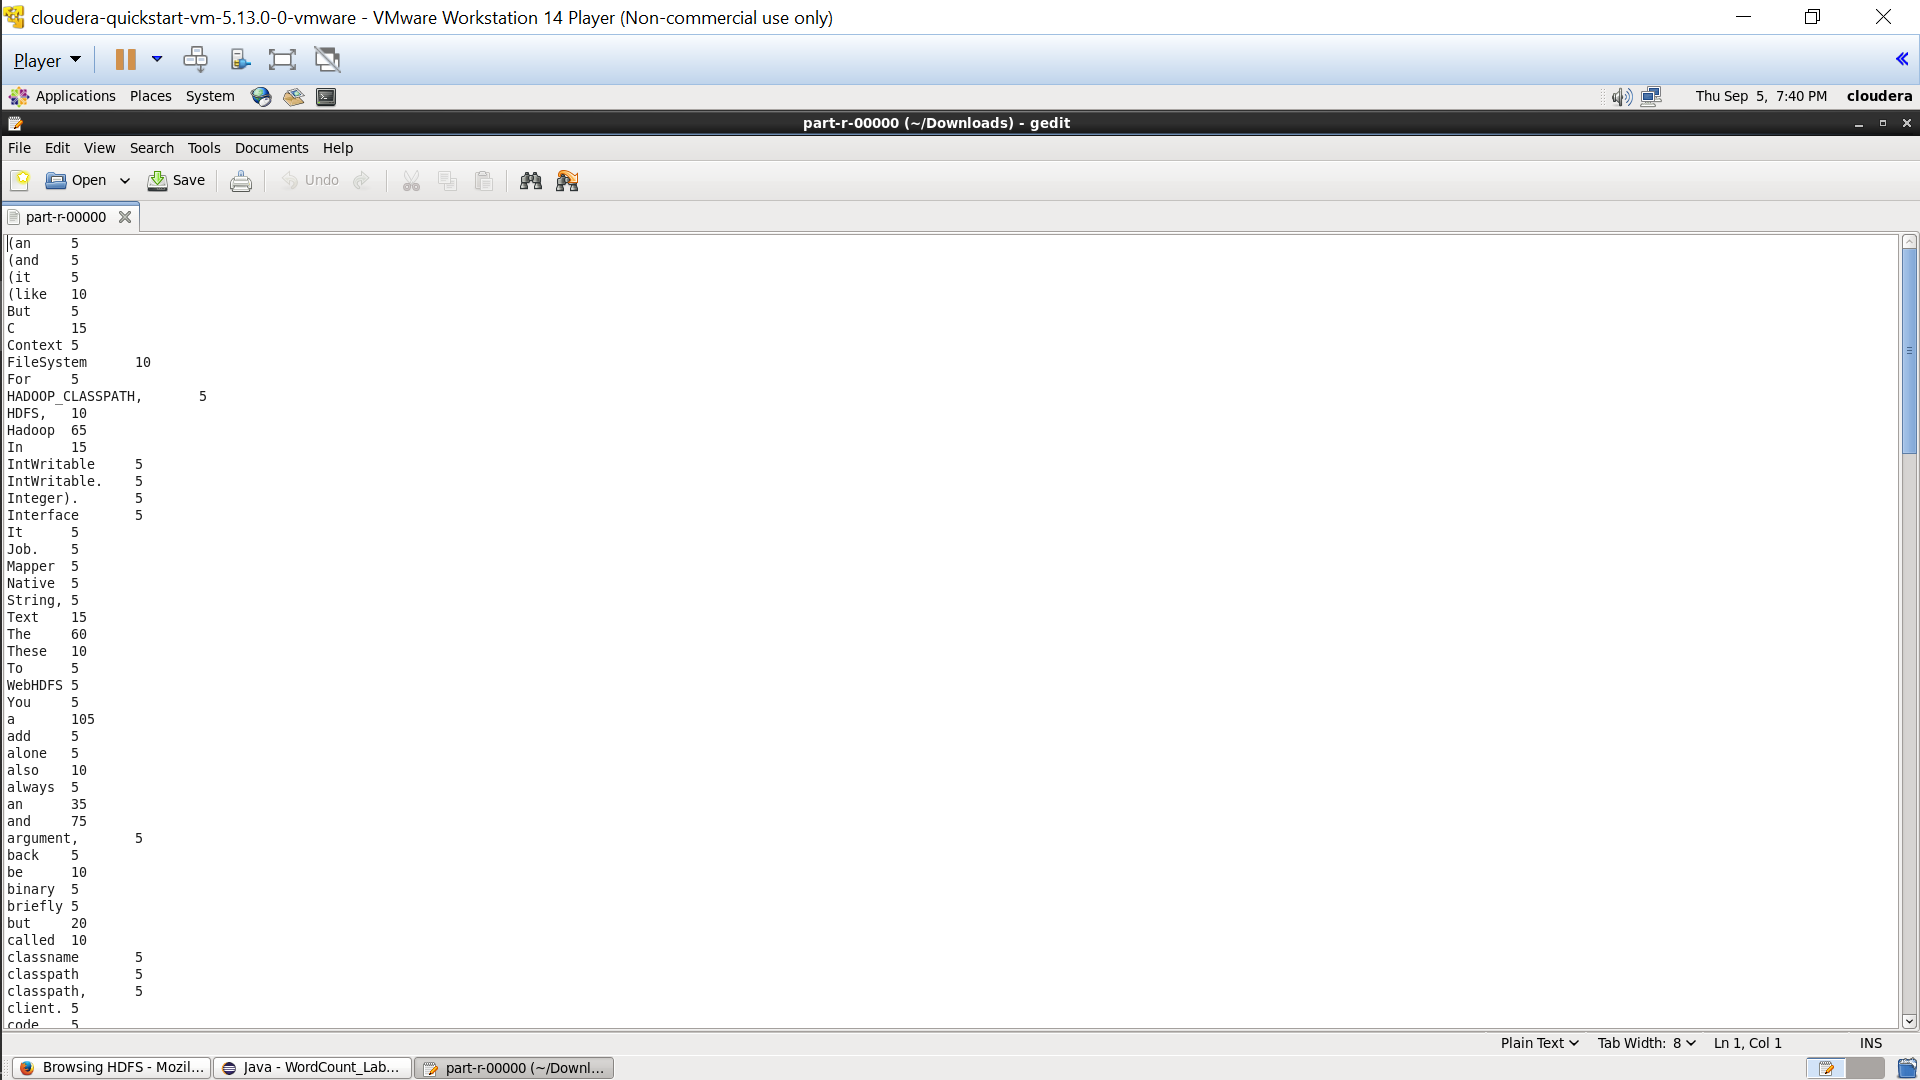 cloudera-quickstart-vm-5.13.0-0-vmware - VMware Workstation 14 Player (Non-commercial use only)
Player
Applications Places System Thu Sep 5, 7:40 PM cloudera
part-r-00000 (~/Downloads) - gedit
File Edit View Search Tools Documents Help
Open Save Undo
part-r-00000
(an 5
(and 5
(it 5
(like 10
But 5
C 15
Context 5
FileSystem 10
For 5
HADOOP_CLASSPATH, 5
HDFS, 10
Hadoop 65
In 15
IntWritable 5
IntWritable. 5
Integer). 5
Interface 5
It 5
Job. 5
Mapper 5
Native 5
String, 5
Text 15
The 60
These 10
To 5
WebHDFS 5
You 5
a 105
add 5
alone 5
also 10
always 5
an 35
and 75
argument, 5
back 5
be 10
binary 5
briefly 5
but 20
called 10
classname 5
classpath 5
classpath, 5
client. 5
code 5
Plain Text Tab Width: 8 Ln 1, Col 1 INS
Browsing HDFS - Mozil... Java - WordCount_Lab... part-r-00000 (~/Downl...